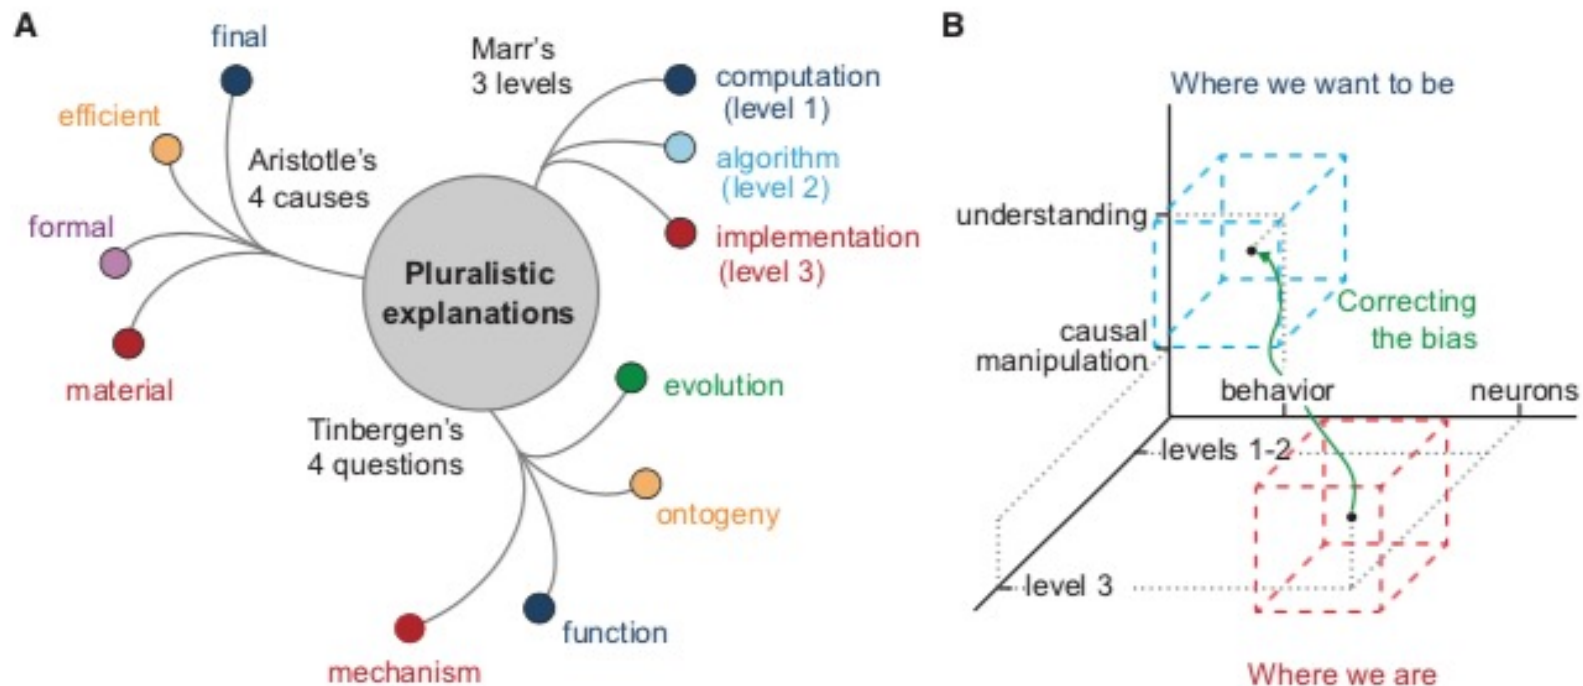 A
final
efficient
Aristotle's
4 causes
formal
material
Marr's
3 levels
computation
(level 1)
algorithm
(level 2)
implementation
(level 3)
Pluralistic
explanations
Tinbergen's
4 questions
evolution
ontogeny
function
mechanism
B
Where we want to be
understanding
causal
manipulation
Correcting
the bias
behavior
neurons
levels 1-2
level 3
Where we are